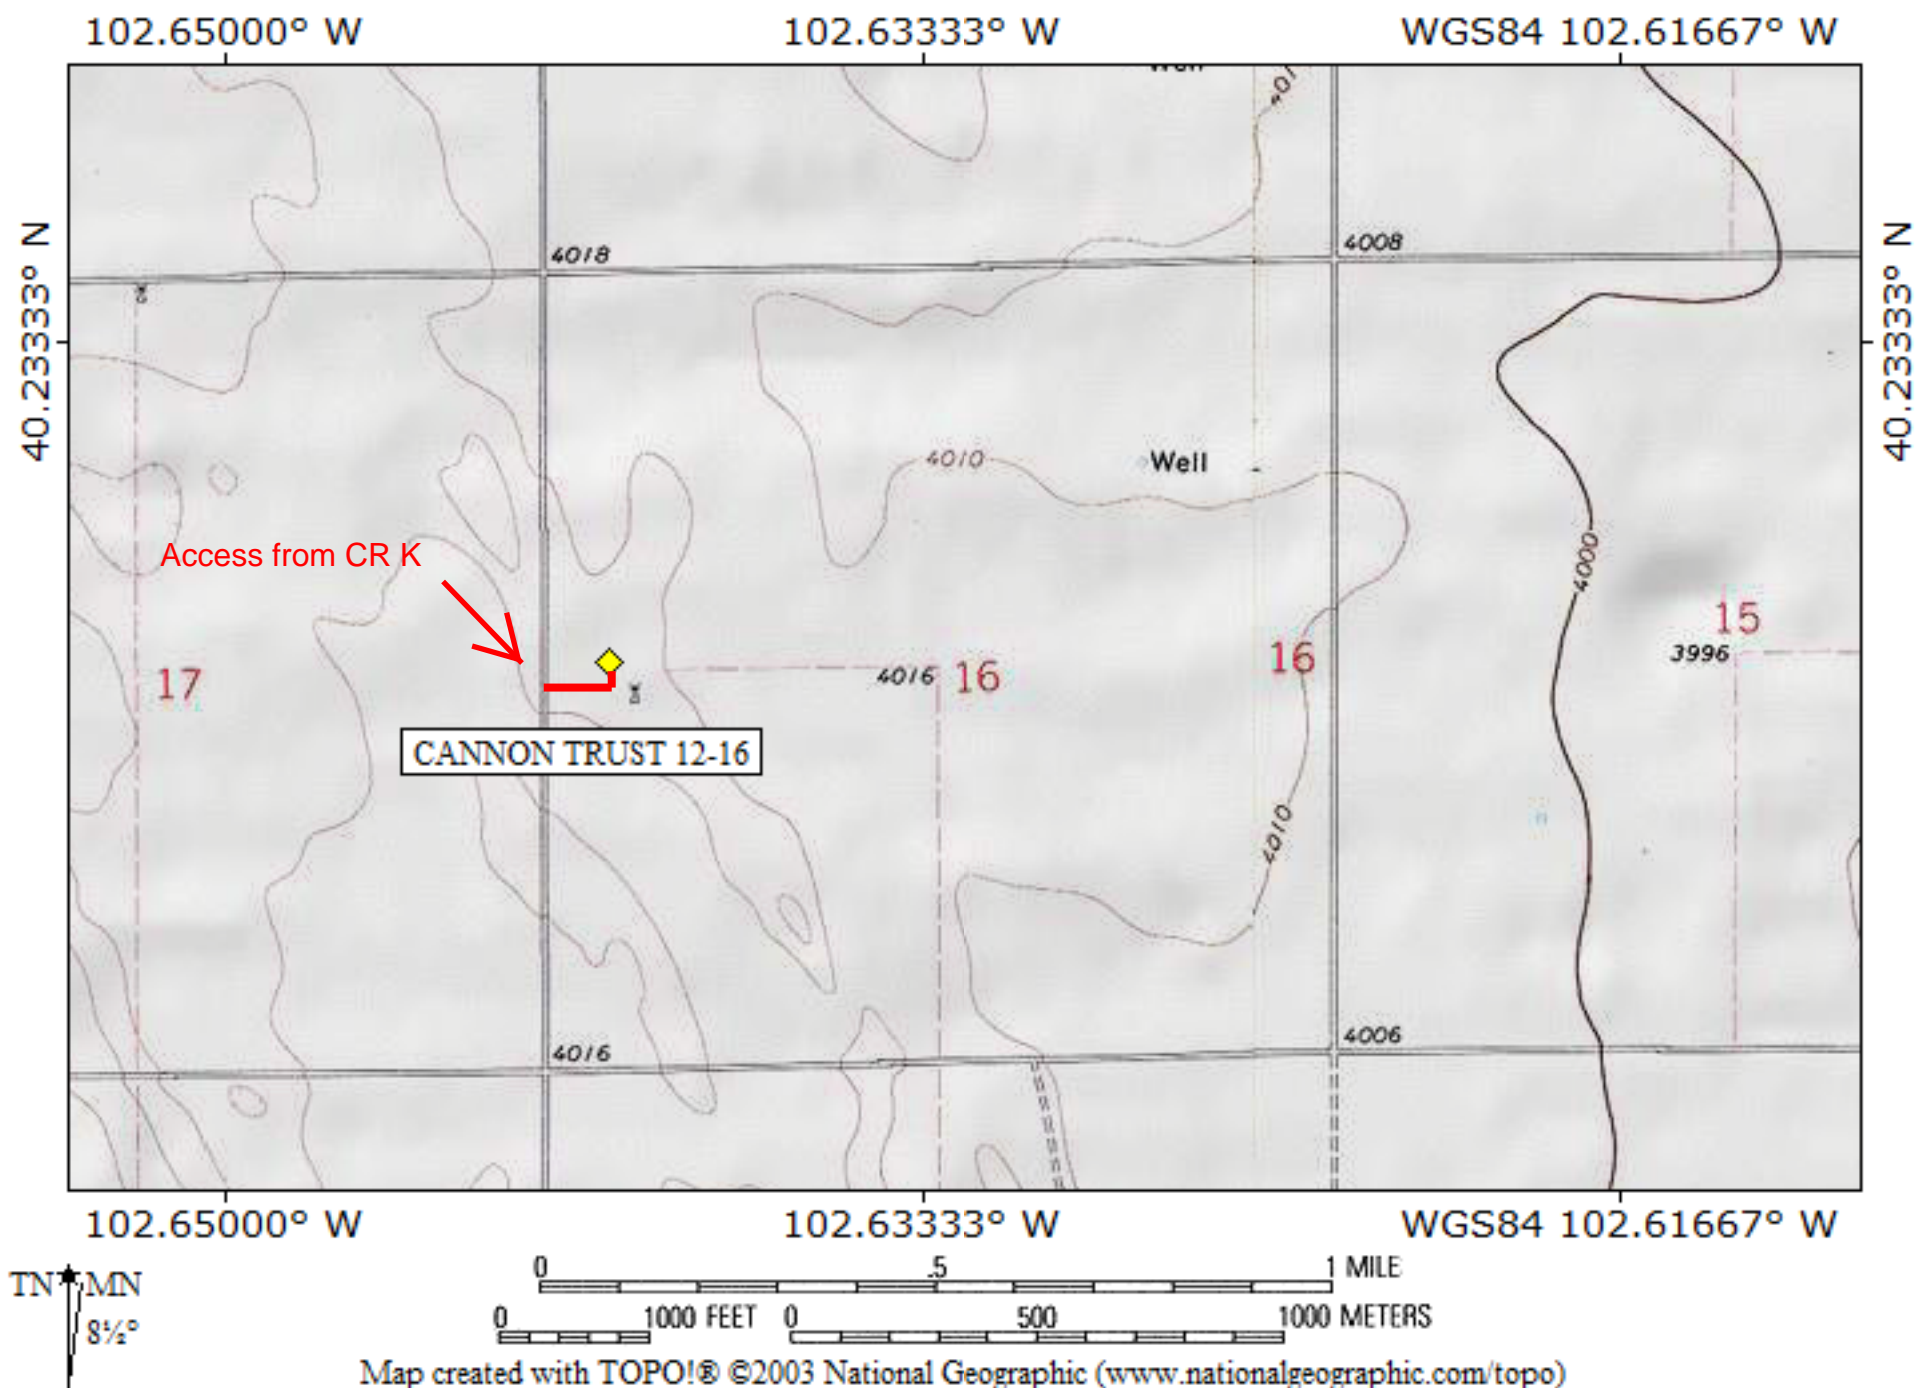 102.65000° W 102.63333° W WGS84 102.61667° W
401
4018
4008
40.23333° N
40.23333° N
4010
Well
Access from CR K
4000
15
3996
17
4016 16
16
CANNON TRUST 12-16
4010
4016
4006
102.65000° W 102.63333° W WGS84 102.61667° W
TN MN
8½°
0 .5 1 MILE
0 1000 FEET 0 500 1000 METERS
Map created with TOPO!® ©2003 National Geographic (www.nationalgeographic.com/topo)